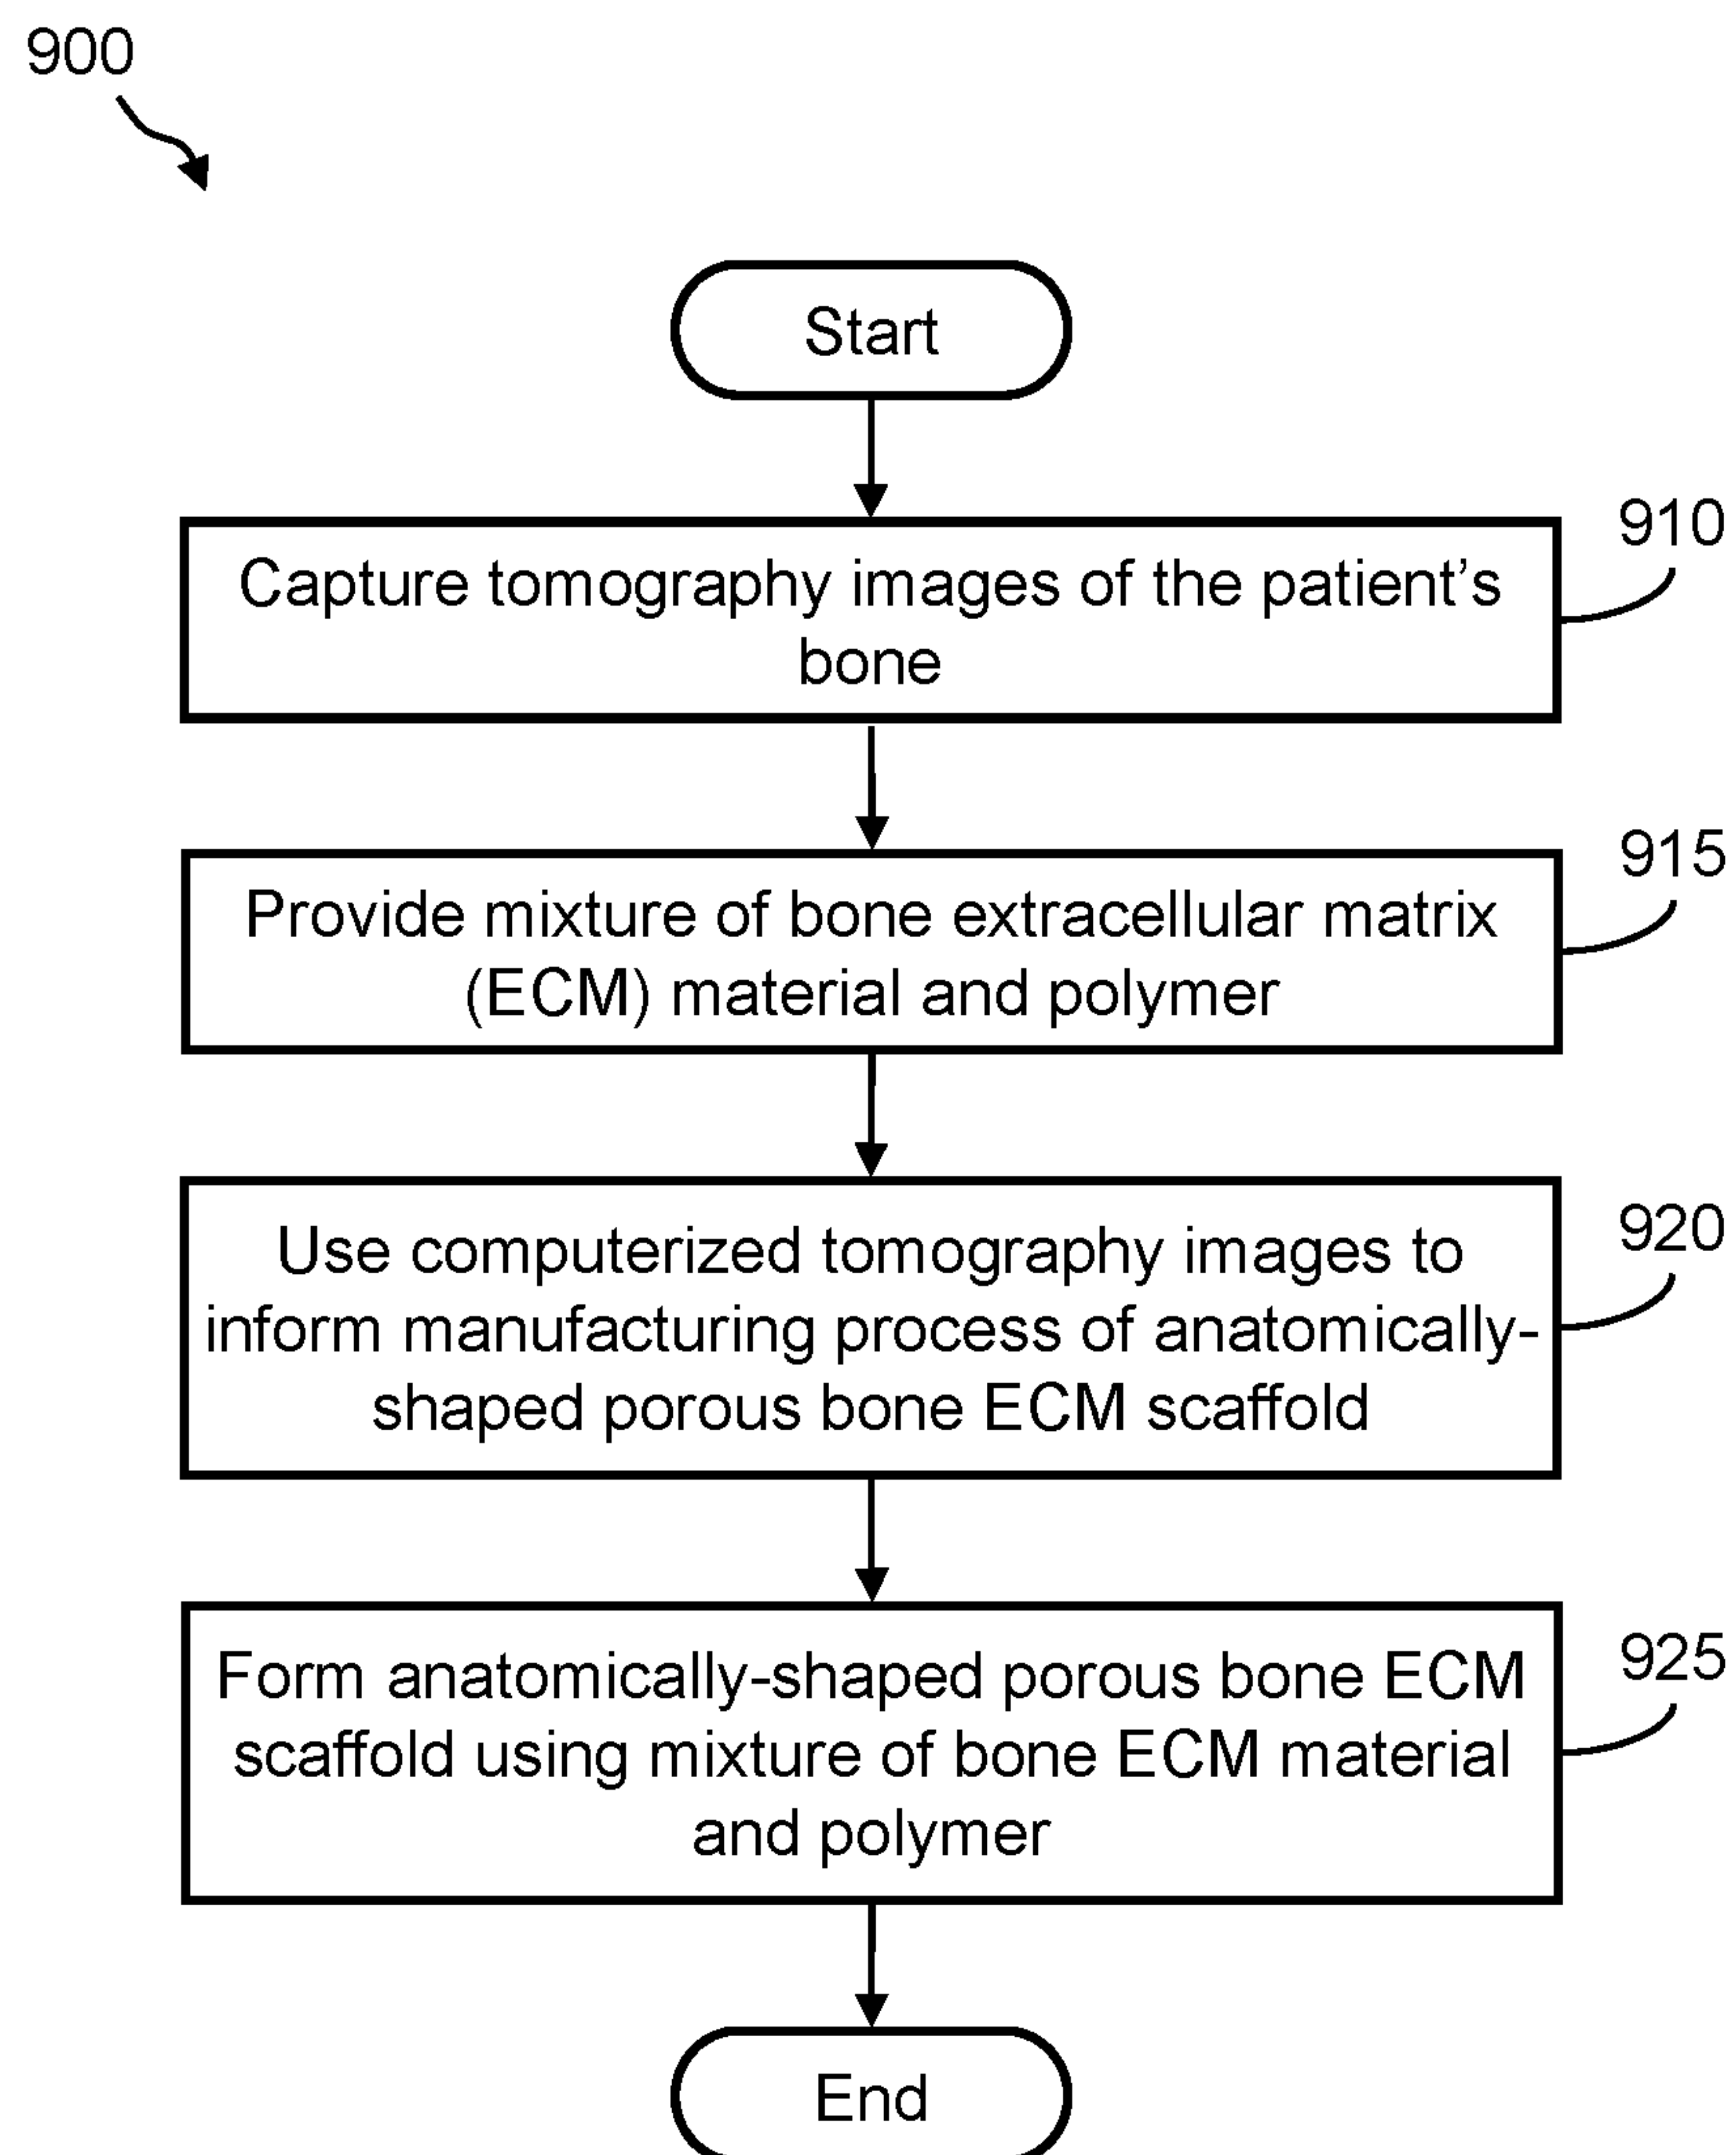 900
Start
910
Capture tomography images of the patient’s
bone
915
Provide mixture of bone extracellular matrix
(ECM) material and polymer
920
Use computerized tomography images to
inform manufacturing process of anatomically-
shaped porous bone ECM scaffold
925
Form anatomically-shaped porous bone ECM
scaffold using mixture of bone ECM material
and polymer
End